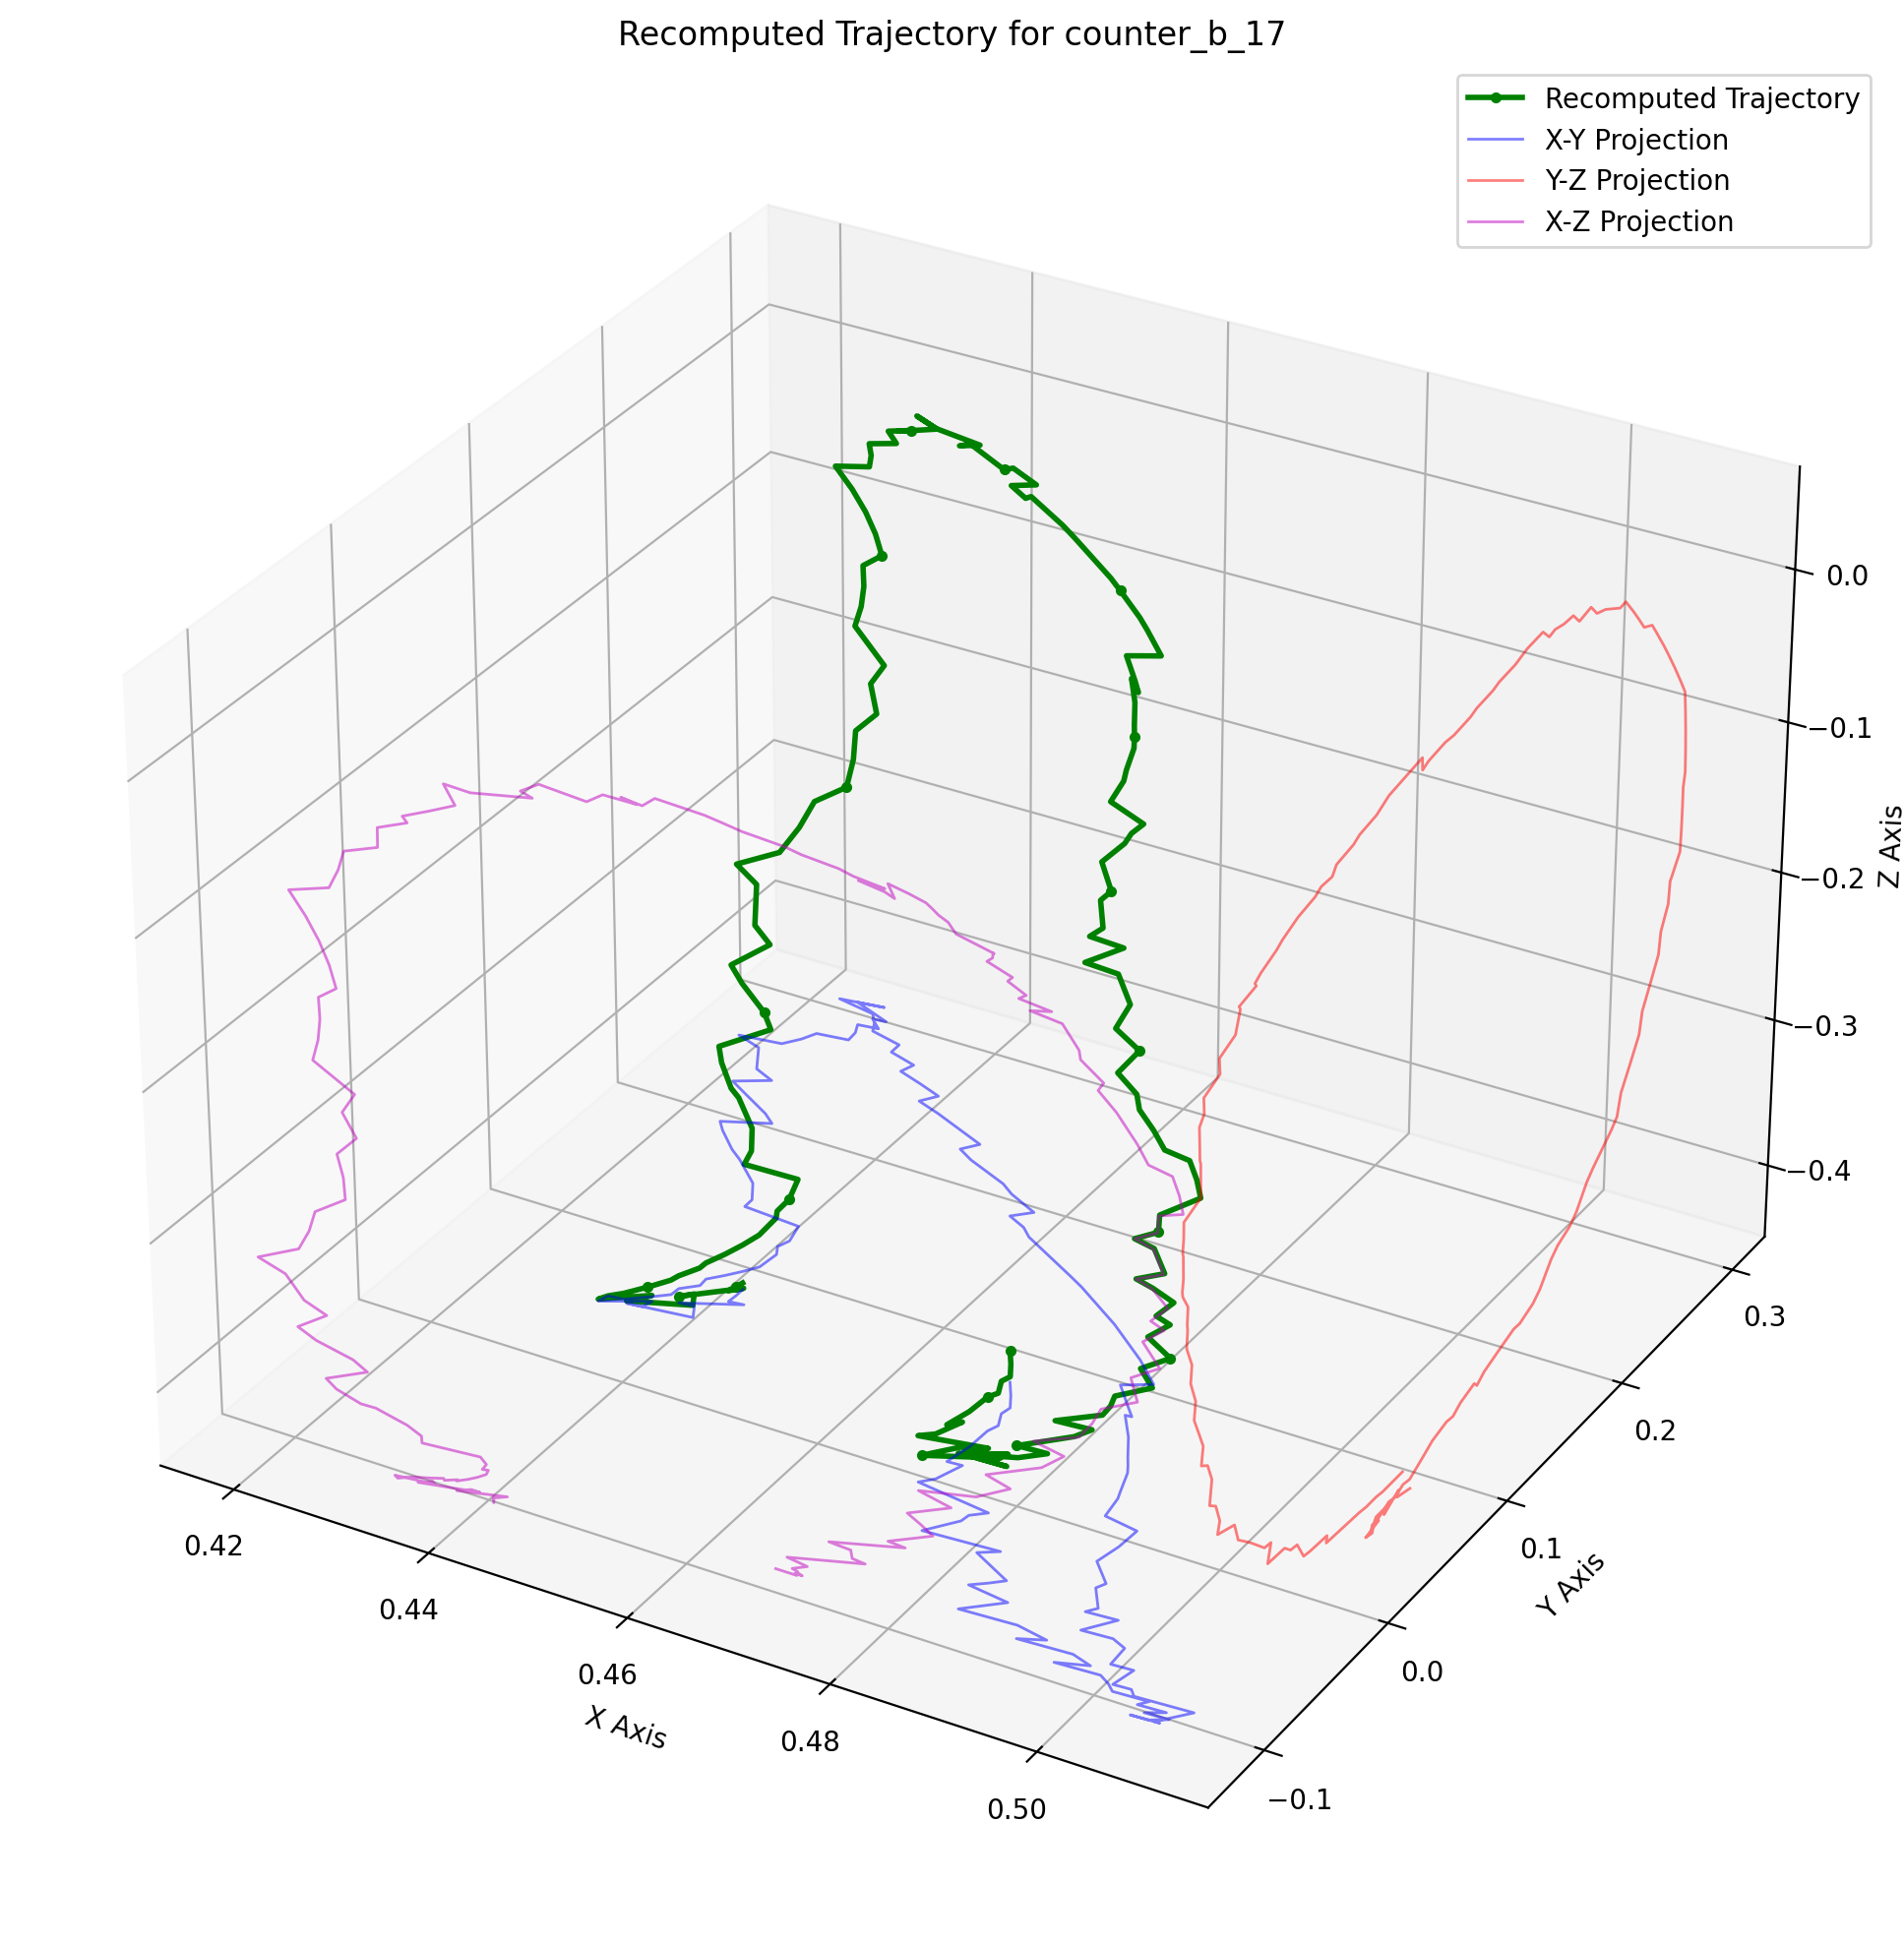 Recomputed Trajectory for counter_b_17
Recomputed Trajectory
X-Y Projection
Y-Z Projection
X-Z Projection
0.0
−0.1
−0.2
−0.3
−0.4
Z Axis
0.3
0.2
0.1
0.0
−0.1
Y Axis
0.42
0.44
0.46
0.48
0.50
X Axis